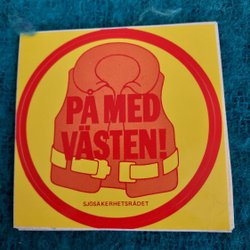 PÅ MED
VÄSTEN!
SJÖSÄKERHETSRÅDET